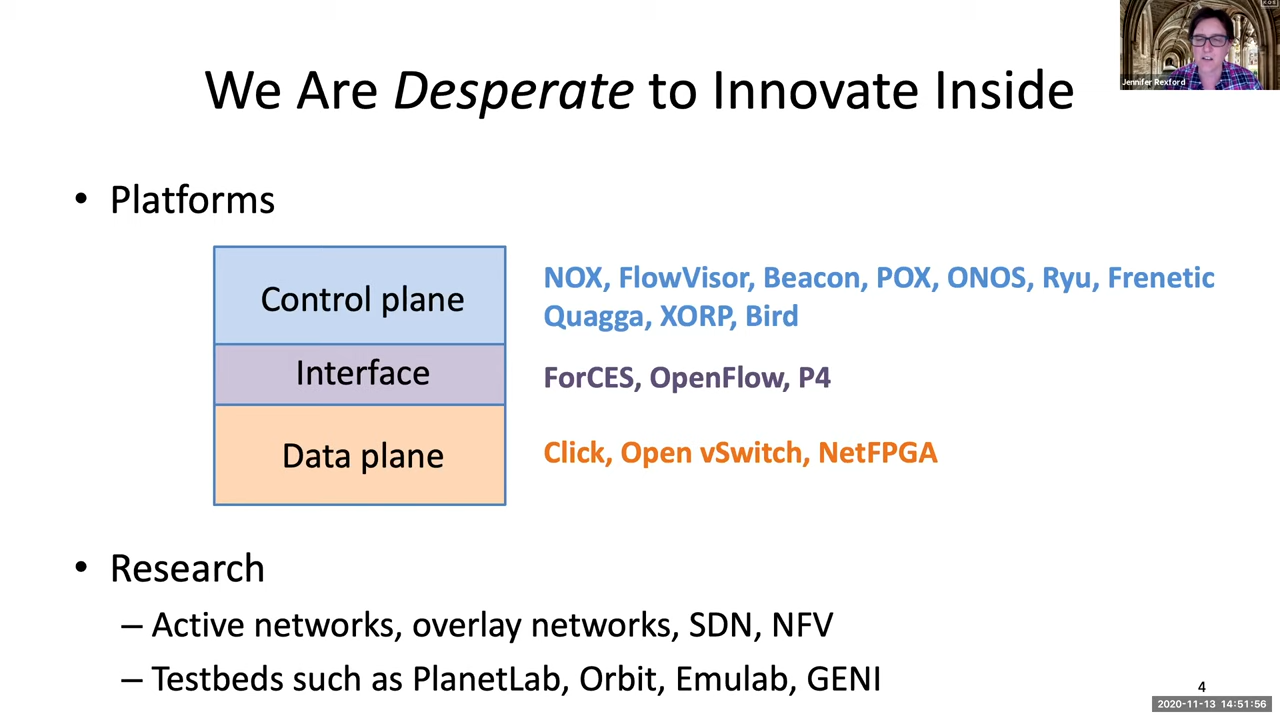 We Are Desperate to Innovate Inside
Jennifer Rexford
• Platforms
Control plane
NOX, FlowVisor, Beacon, POX, ONOS, Ryu, Frenetic
Quagga, XORP, Bird
Interface
ForCES, OpenFlow, P4
Data plane
Click, Open vSwitch, NetFPGA
• Research
– Active networks, overlay networks, SDN, NFV
– Testbeds such as PlanetLab, Orbit, Emulab, GENI
4
2020-11-13 14:51:56